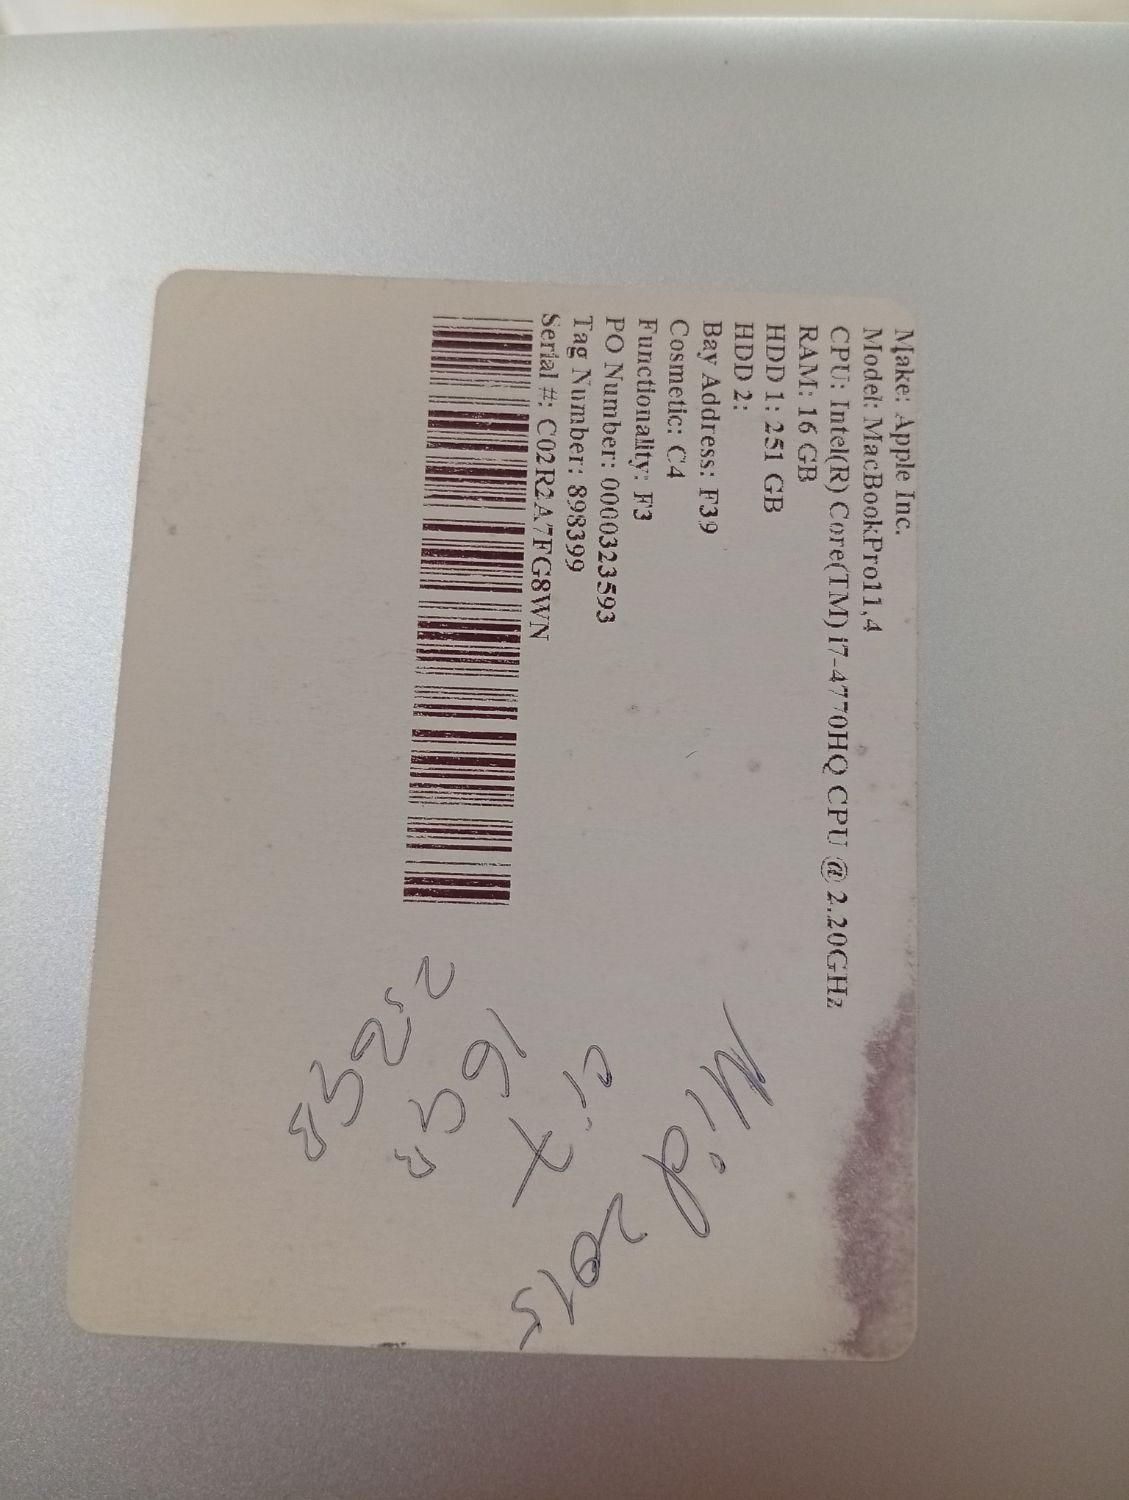 Make: Apple Inc.
Model: MacBookPro11,4
CPU: Intel(R) Core(TM) i7-4770HQ CPU @ 2.20GHz
RAM: 16 GB
HDD 1: 251 GB
HDD 2:
Bay Address: F39
Cosmetic: C4
Functionality: F3
PO Number: 0000323593
Tag Number: 898399
Serial #: C02R2A7FG8WN
Mid 2015
i7
16GB